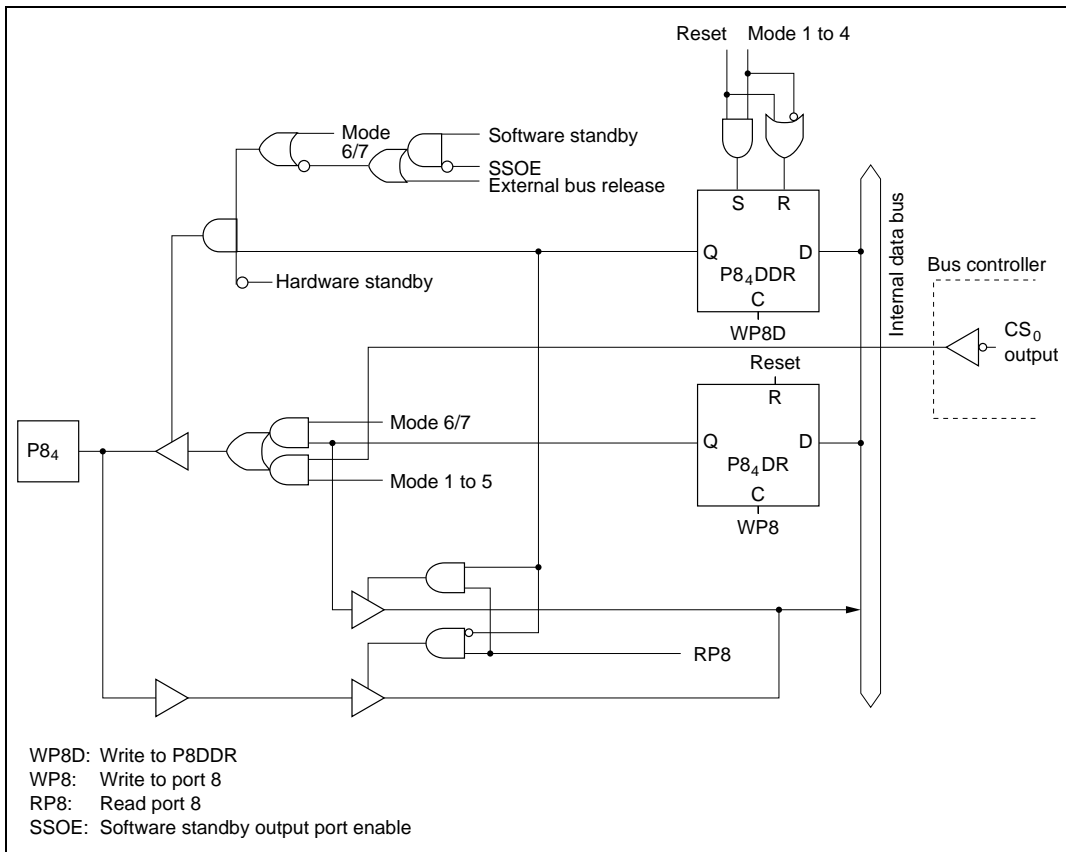 Reset Mode 1 to 4
Mode
6/7
Software standby
SSOE
External bus release
S R
Q D
P84DDR
C
WP8D
Hardware standby
Internal data bus
Bus controller
CS0
output
Reset
R
Q D
P84DR
C
WP8
Mode 6/7
P84
Mode 1 to 5
RP8
WP8D: Write to P8DDR
WP8: Write to port 8
RP8: Read port 8
SSOE: Software standby output port enable